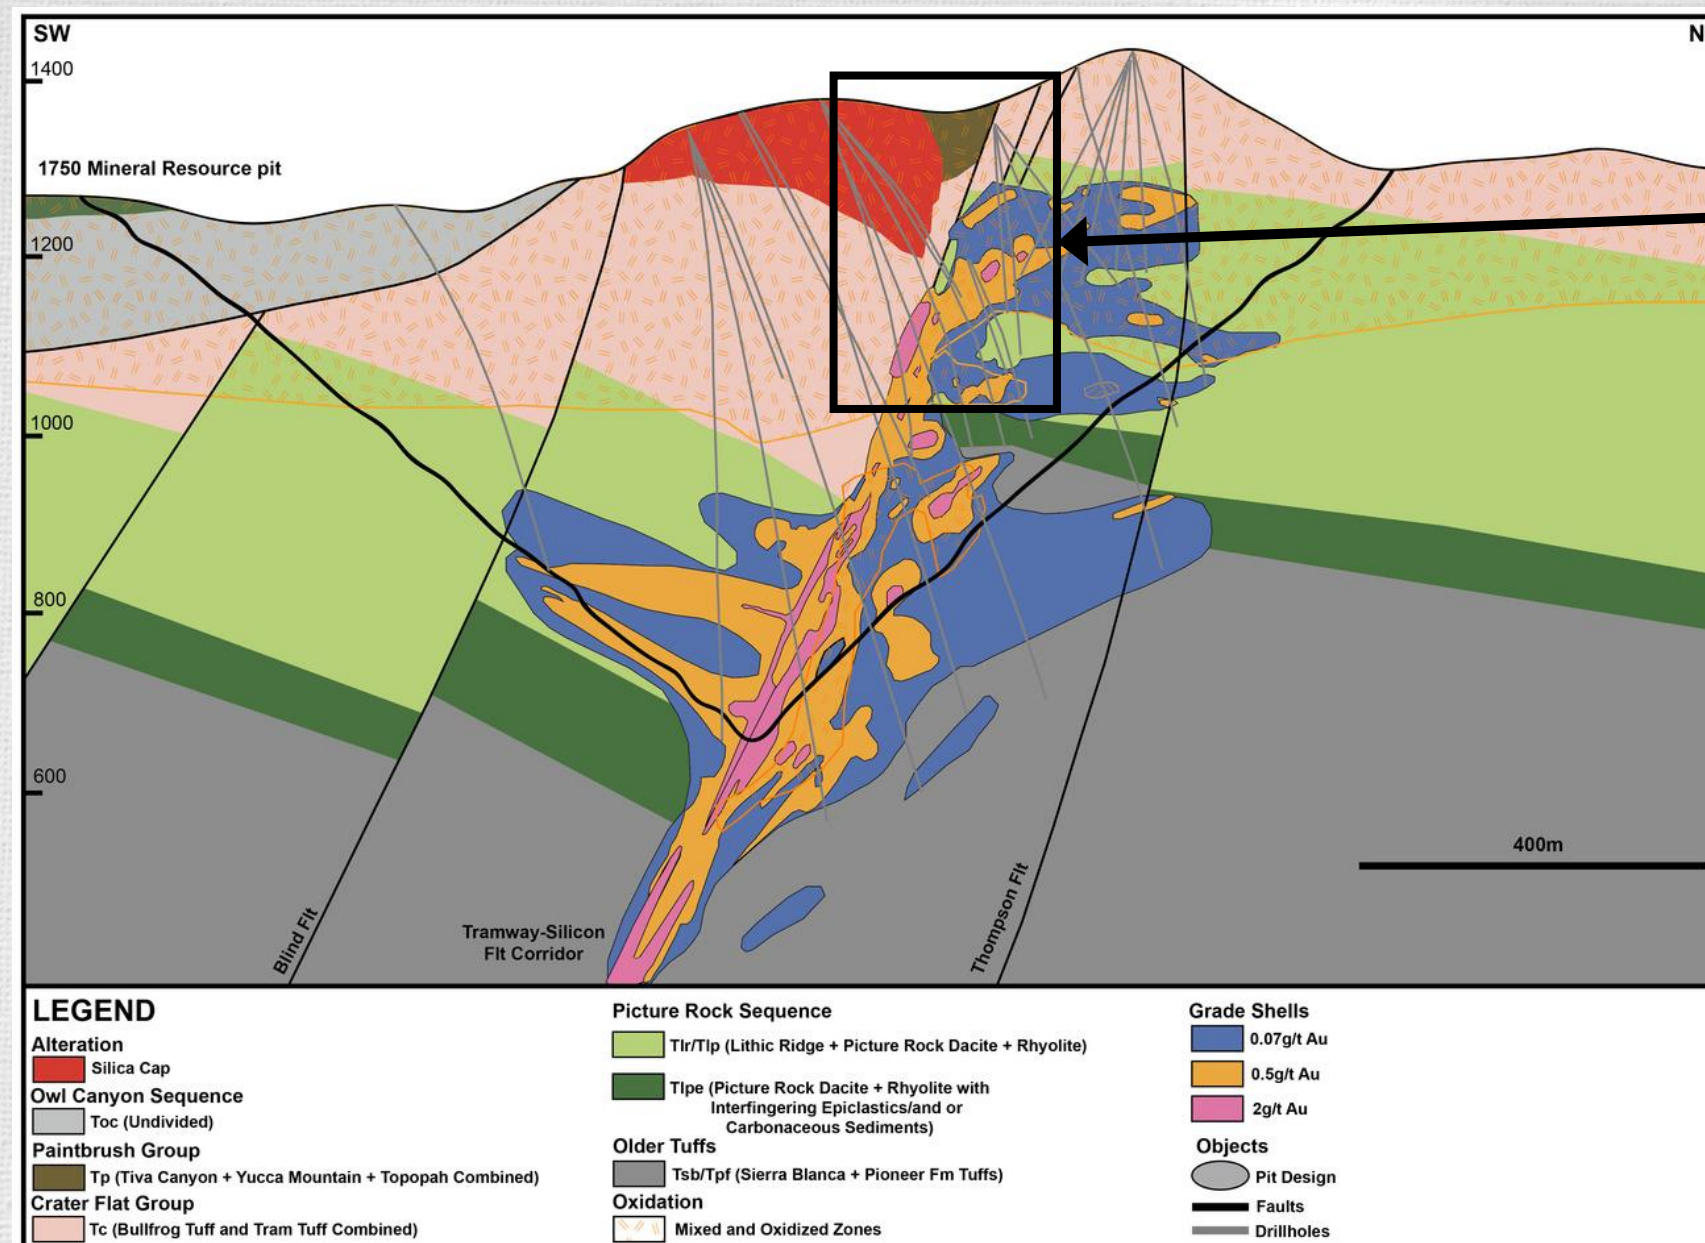 SW
N
1400
1750 Mineral Resource pit
1200
1000
800
600
400m
Blind Flt
Tramway-Silicon
Flt Corridor
Thompson Flt
LEGEND
Alteration
Silica Cap
Owl Canyon Sequence
Toc (Undivided)
Paintbrush Group
Tp (Tiva Canyon + Yucca Mountain + Topopah Combined)
Crater Flat Group
Tc (Bullfrog Tuff and Tram Tuff Combined)
Picture Rock Sequence
Tlr/Tlp (Lithic Ridge + Picture Rock Dacite + Rhyolite)
Tlpe (Picture Rock Dacite + Rhyolite with
Interfingering Epiclastics/and or
Carbonaceous Sediments)
Older Tuffs
Tsb/Tpf (Sierra Blanca + Pioneer Fm Tuffs)
Oxidation
Mixed and Oxidized Zones
Grade Shells
0.07g/t Au
0.5g/t Au
2g/t Au
Objects
Pit Design
Faults
Drillholes